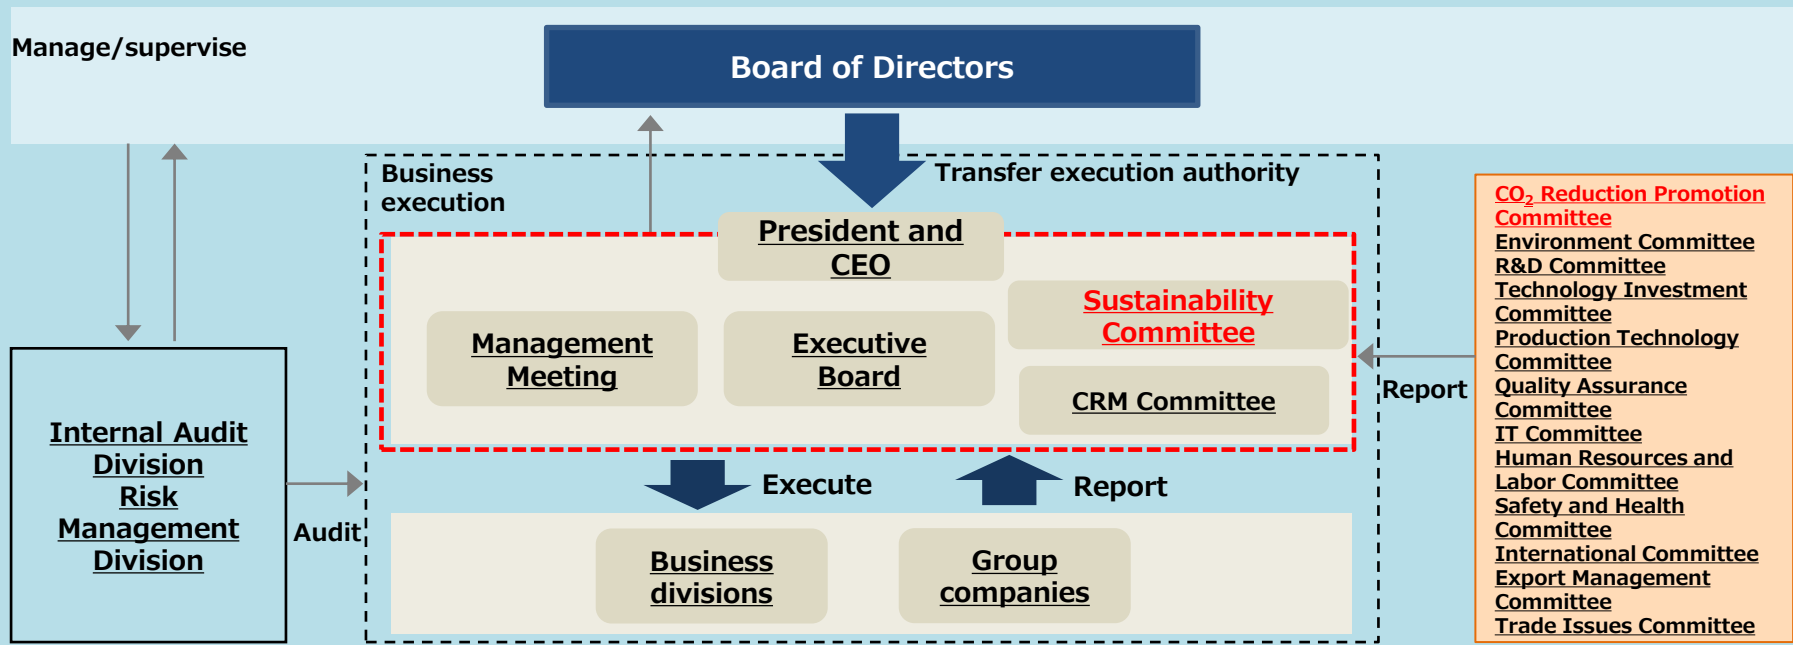 Manage/supervise
Board of Directors
Business
execution
Transfer execution authority
President and
CEO
Management
Meeting
Executive
Board
Sustainability
Committee
CRM Committee
Execute
Report
Business
divisions
Group
companies
Internal Audit
Division
Risk
Management
Division
Audit
Report
CO₂ Reduction Promotion
Committee
Environment Committee
R&D Committee
Technology Investment
Committee
Production Technology
Committee
Quality Assurance
Committee
IT Committee
Human Resources and
Labor Committee
Safety and Health
Committee
International Committee
Export Management
Committee
Trade Issues Committee